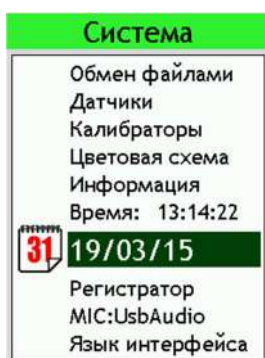 Система
Обмен файлами
Датчики
Калибраторы
Цветовая схема
Информация
Время: 13:14:22
31 19/03/15
Регистратор
MIC:UsbAudio
Язык интерфейса